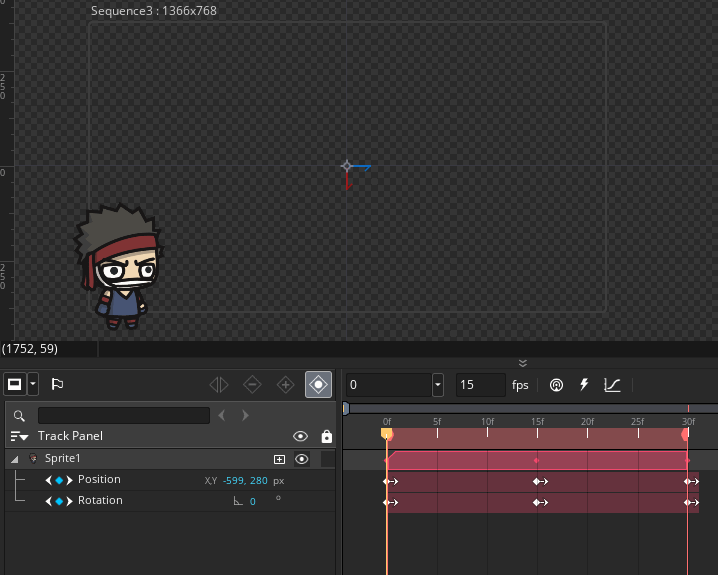 Sequence3 : 1366x768
250
0
250
(1752, 59)
0
15
fps
Track Panel
0f 5f 10f 15f 20f 25f 30f
Sprite1
Position
X,Y -599, 280 px
Rotation
0 °